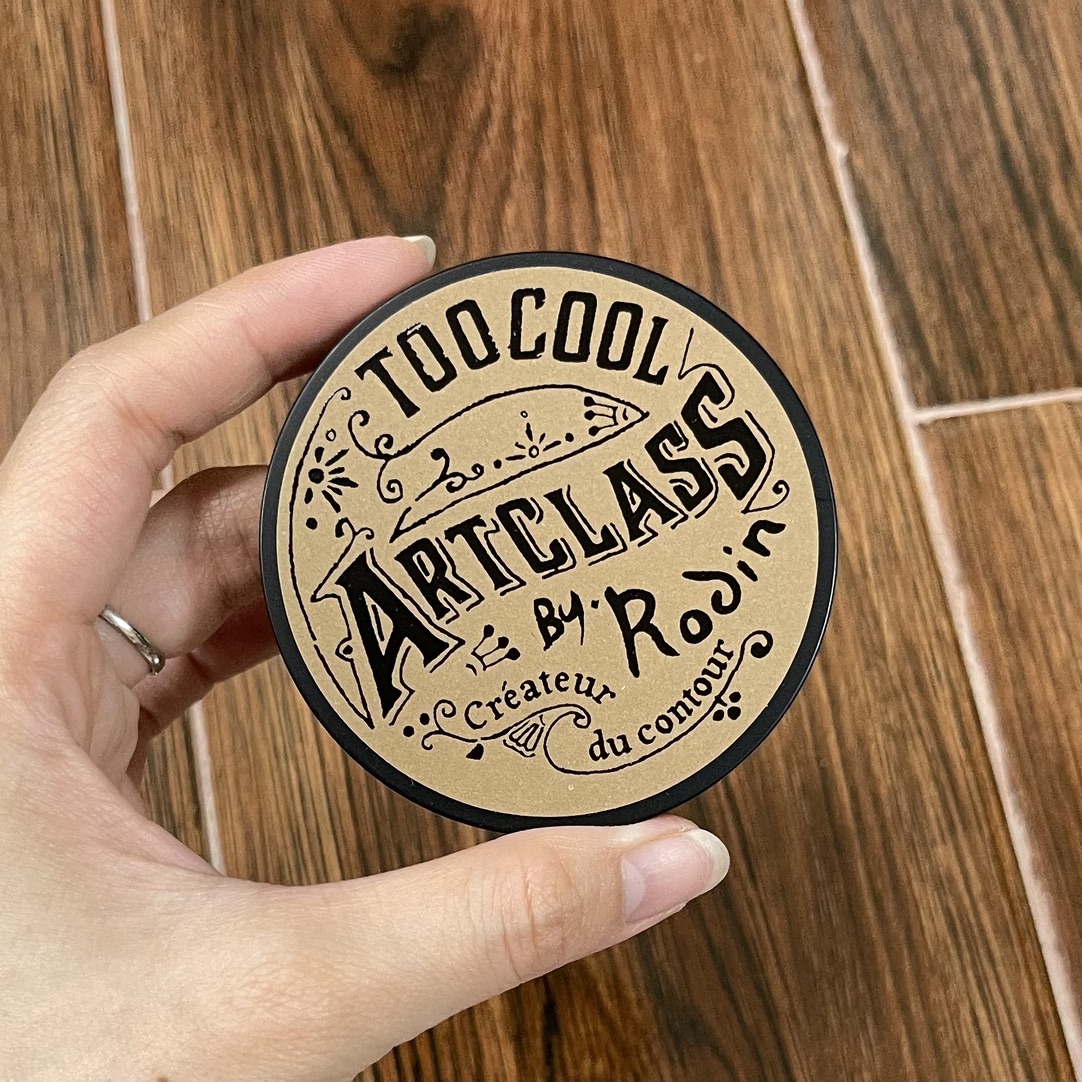 TOO COOL
ARTCLASS
By. Rodin
Créateur
du contour